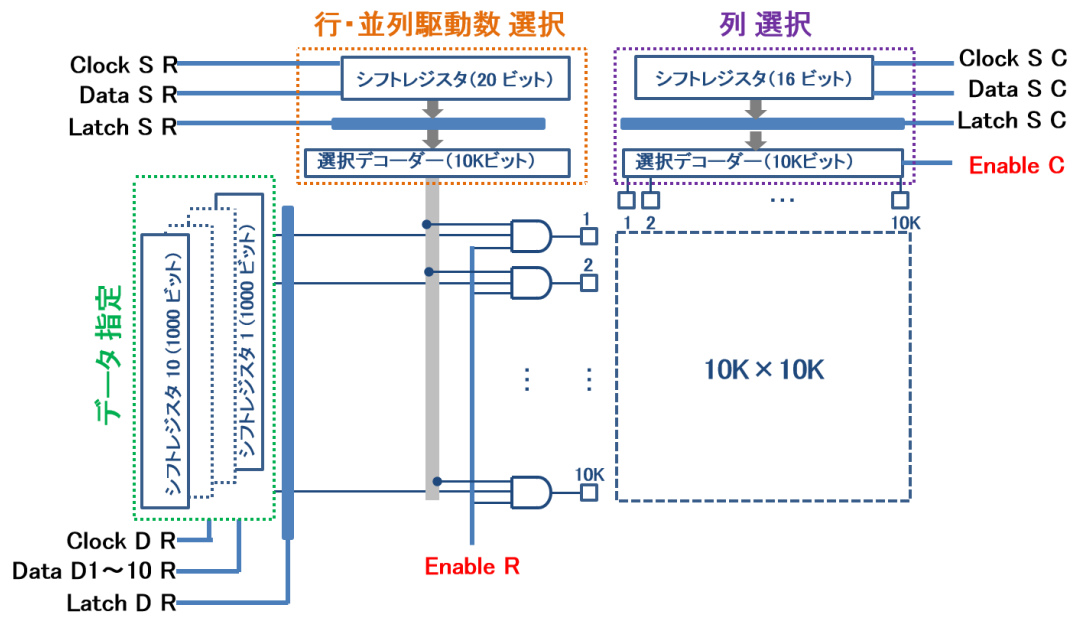 行・並列駆動数 選択
列 選択
Clock S R
Data S R
Latch S R
シフトレジスタ(20 ビット)
選択デコーダー(10Kビット)
シフトレジスタ(16 ビット)
選択デコーダー(10Kビット)
Clock S C
Data S C
Latch S C
Enable C
1
2
…
10K
データ 指定
シフトレジスタ 10 (1000 ビット)
シフトレジスタ 1 (1000 ビット)
1
2
⋮
⋮
10K
10K×10K
Clock D R
Data D1~10 R
Latch D R
Enable R